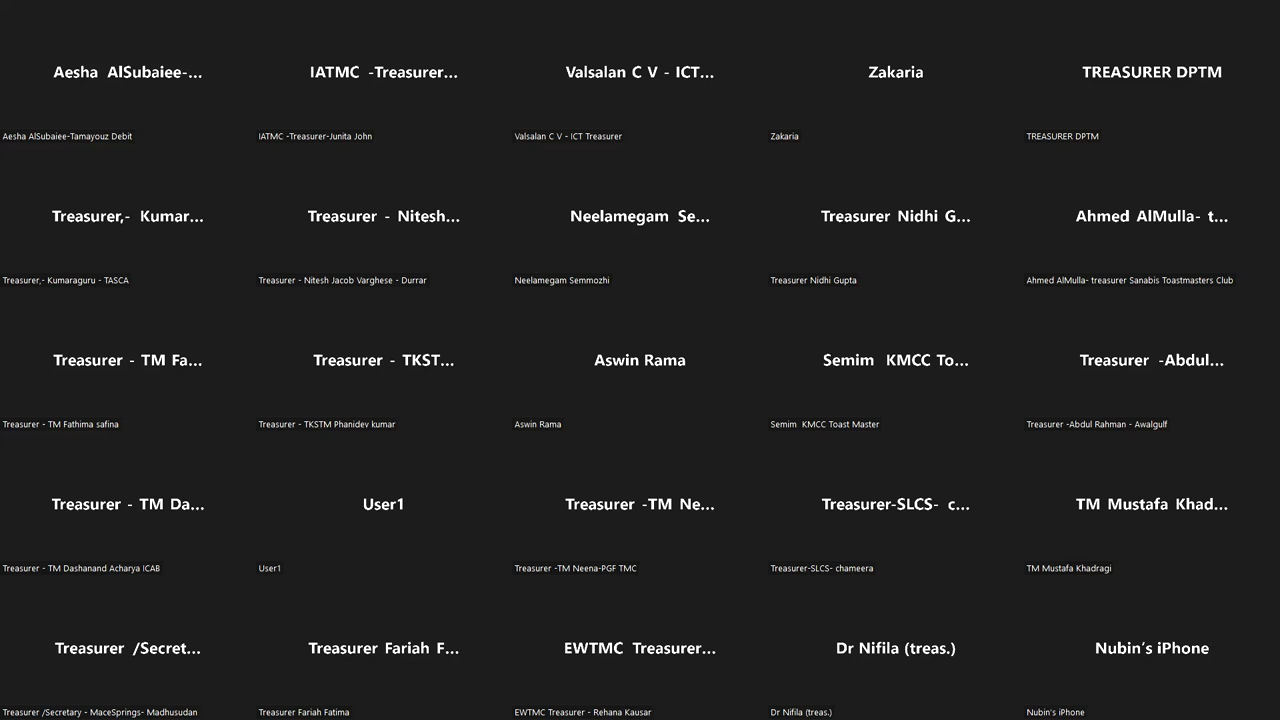 Aesha AlSubaiee-...
IATMC -Treasurer...
Valsalan C V - ICT...
Zakaria
TREASURER DPTM
Aesha AlSubaiee-Tamayouz Debit
IATMC -Treasurer-Junita John
Valsalan C V - ICT Treasurer
Zakaria
TREASURER DPTM
Treasurer,- Kumar...
Treasurer - Nitesh...
Neelamegam Se...
Treasurer Nidhi G...
Ahmed AlMulla- t...
Treasurer,- Kumaraguru - TASCA
Treasurer - Nitesh Jacob Varghese - Durrar
Neelamegam Semmozhi
Treasurer Nidhi Gupta
Ahmed AlMulla- treasurer Sanabis Toastmasters Club
Treasurer - TM Fa...
Treasurer - TKST...
Aswin Rama
Semim KMCC To...
Treasurer -Abdul...
Treasurer - TM Fathima safina
Treasurer - TKSTM Phanidev kumar
Aswin Rama
Semim KMCC Toast Master
Treasurer -Abdul Rahman - Awalgulf
Treasurer - TM Da...
User1
Treasurer -TM Ne...
Treasurer-SLCS- c...
TM Mustafa Khad...
Treasurer - TM Dashanand Acharya ICAB
User1
Treasurer -TM Neena-PGF TMC
Treasurer-SLCS- chameera
TM Mustafa Khadragi
Treasurer /Secret...
Treasurer Fariah F...
EWTMC Treasurer...
Dr Nifila (treas.)
Nubin's iPhone
Treasurer /Secretary - MaceSprings- Madhusudan
Treasurer Fariah Fatima
EWTMC Treasurer - Rehana Kausar
Dr Nifila (treas.)
Nubin's iPhone